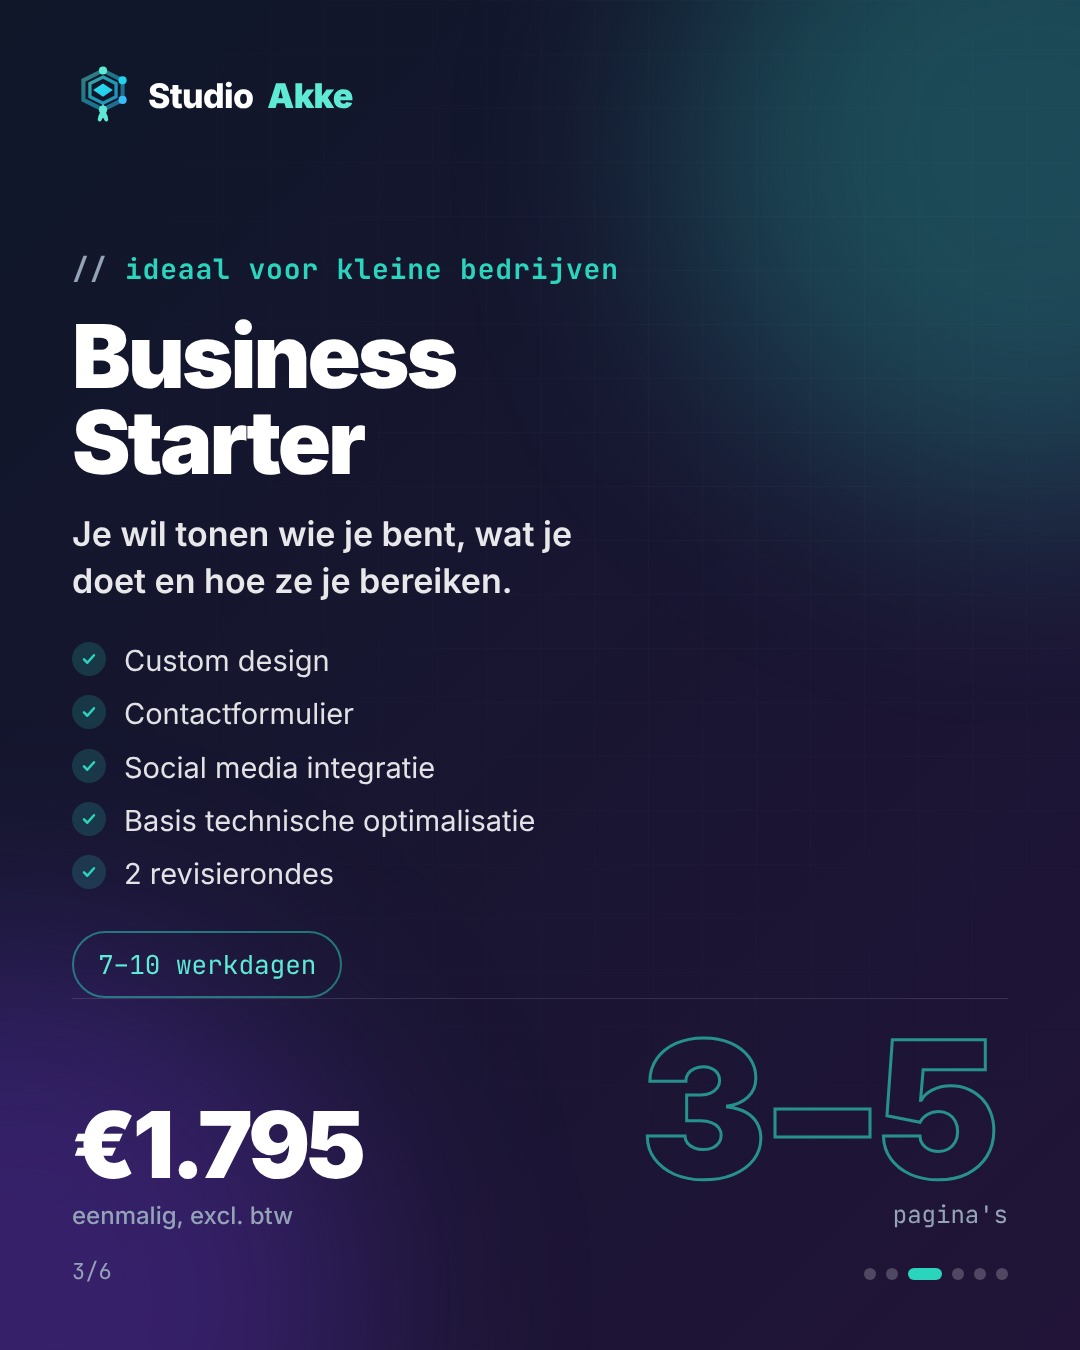 Studio Akke
// ideaal voor kleine bedrijven
Business
Starter
Je wil tonen wie je bent, wat je
doet en hoe ze je bereiken.
Custom design
Contactformulier
Social media integratie
Basis technische optimalisatie
2 revisierondes
7–10 werkdagen
3—5
€1.795
eenmalig, excl. btw
pagina's
3/6